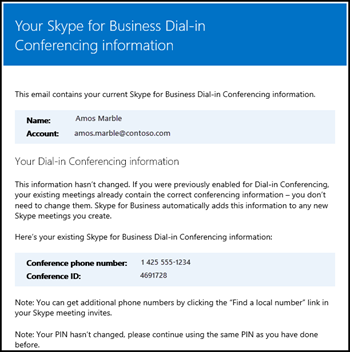 Your Skype for Business Dial-in
Conferencing information
This email contains your current Skype for Business Dial-in Conferencing information.
Name: Amos Marble
Account: amos.marble@contoso.com
Your Dial-in Conferencing information
This information hasn't changed. If you were previously enabled for Dial-in Conferencing,
your existing meetings already contain the correct conferencing information – you don't
need to change them. Skype for Business automatically adds this information to any new
Skype meetings you create.
Here's your existing Skype for Business Dial-in Conferencing information:
Conference phone number: 1 425 555-1234
Conference ID: 4691728
Note: You can get additional phone numbers by clicking the "Find a local number" link in
your Skype meeting invites.
Note: Your PIN hasn't changed, please continue using the same PIN as you have done
before.